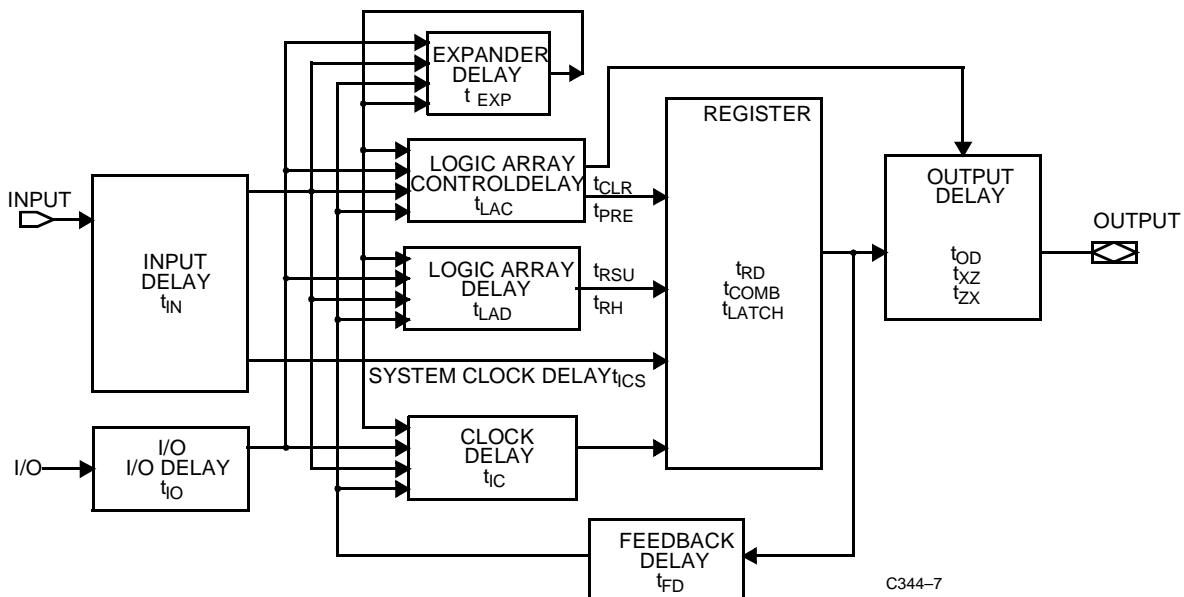 EXPANDER
DELAY
t EXP
REGISTER
LOGIC ARRAY
CONTROLDELAY
tLAC
tCLR
tPRE
OUTPUT
DELAY
tOD
tXZ
tZX
INPUT
OUTPUT
INPUT
DELAY
tIN
LOGIC ARRAY
DELAY
tLAD
tRSU
tRH
tRD
tCOMB
tLATCH
SYSTEM CLOCK DELAYtICS
I/O
I/O
I/O DELAY
tIO
CLOCK
DELAY
tIC
FEEDBACK
DELAY
tFD
C344–7